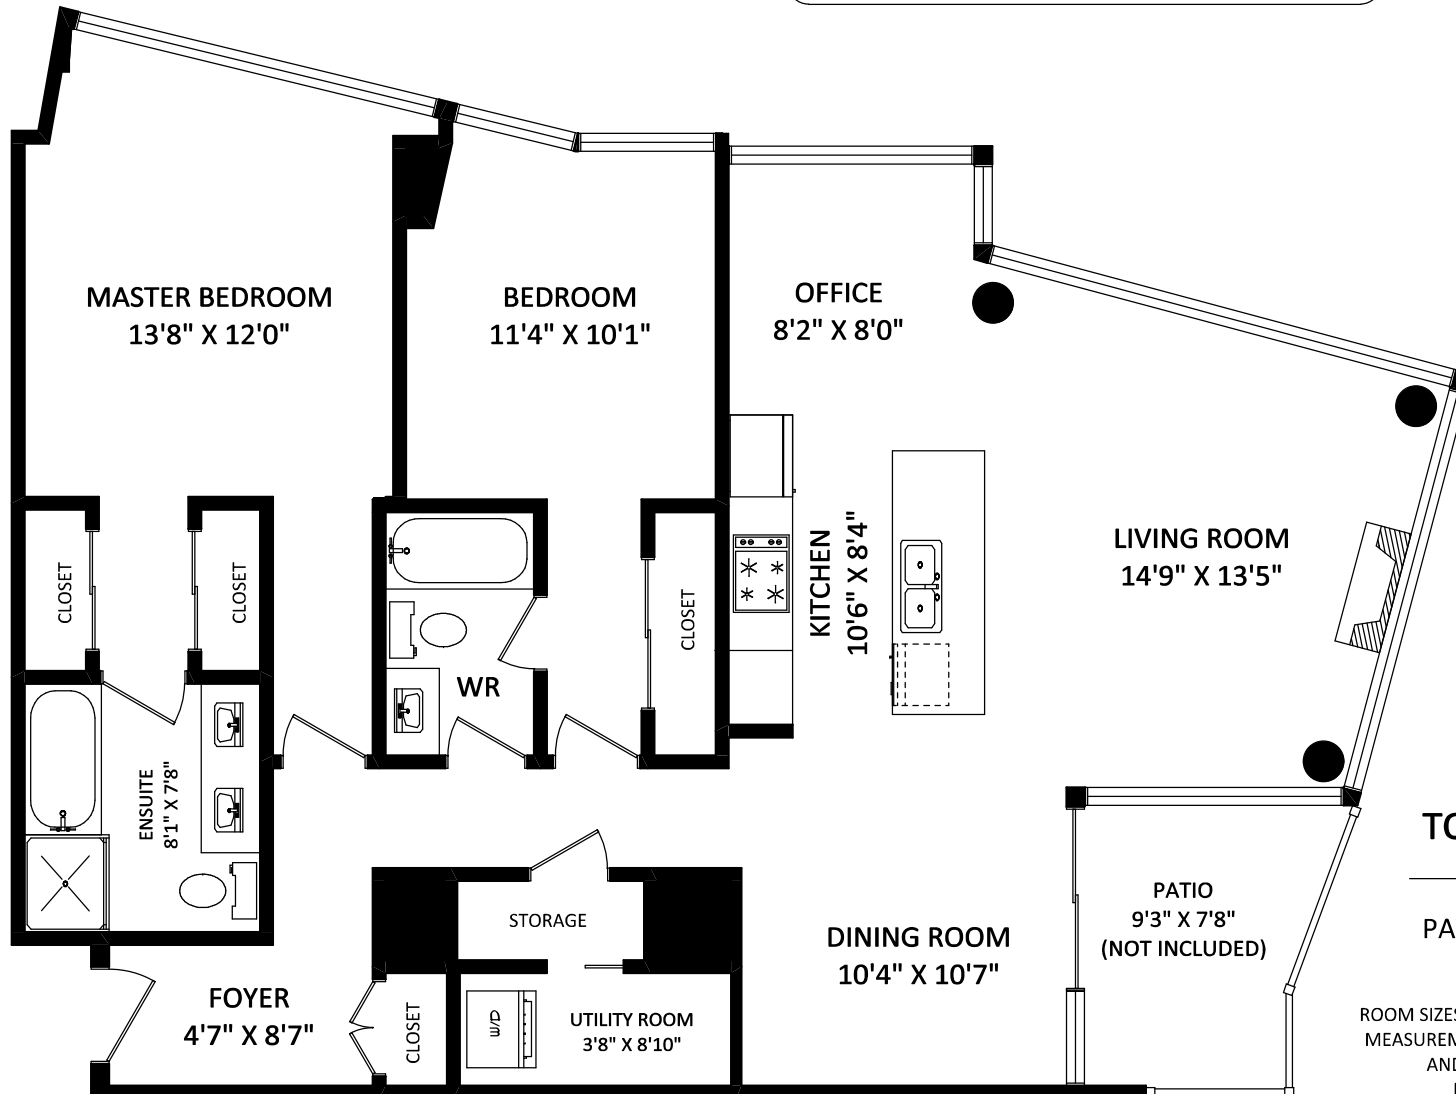 MASTER BEDROOM
13'8" X 12'0"
BEDROOM
11'4" X 10'1"
OFFICE
8'2" X 8'0"
CLOSET
CLOSET
CLOSET
KITCHEN
10'6" X 8'4"
LIVING ROOM
14'9" X 13'5"
WR
ENSUITE
8'1" X 7'8"
STORAGE
DINING ROOM
10'4" X 10'7"
PATIO
9'3" X 7'8"
(NOT INCLUDED)
FOYER
4'7" X 8'7"
CLOSET
W/D
UTILITY ROOM
3'8" X 8'10"
ROOM SIZES